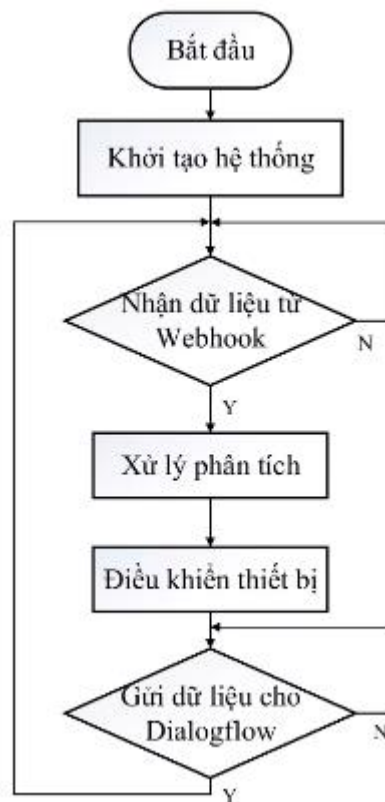 Bắt đầu
Khởi tạo hệ thống
Nhận dữ liệu từ
Webhook
N
Y
Xử lý phân tích
Điều khiển thiết bị
Gửi dữ liệu cho
Dialogflow
N
Y